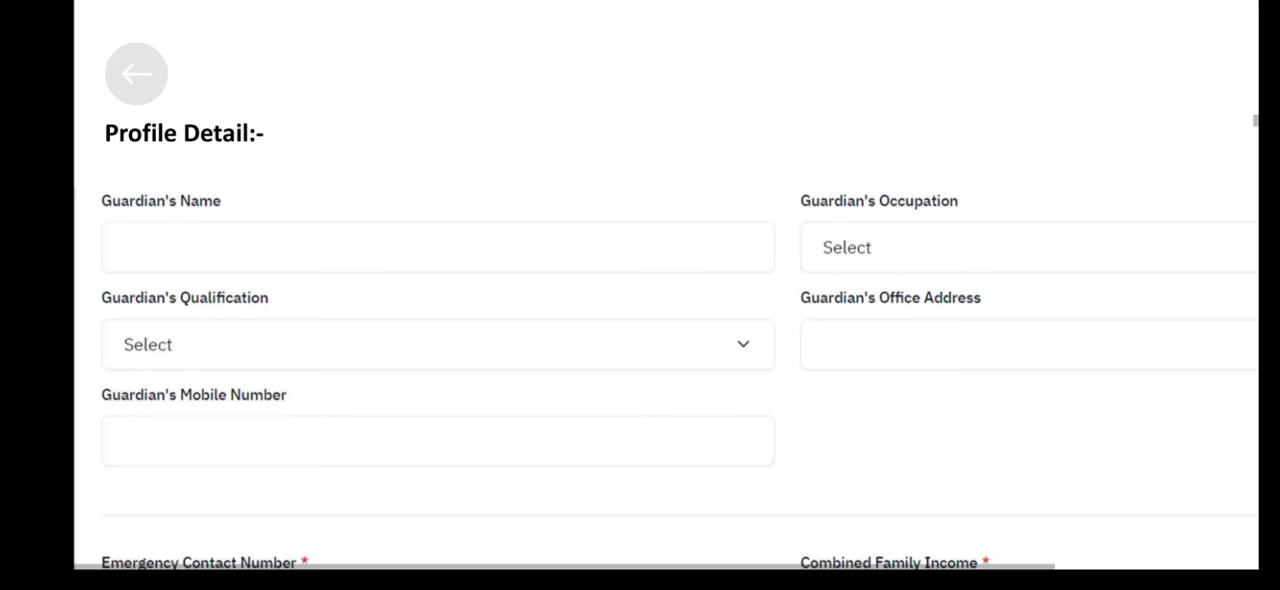 Profile Detail:-
Guardian's Name
Guardian's Occupation
Select
Guardian's Qualification
Guardian's Office Address
Select
Guardian's Mobile Number
Emergency Contact Number *
Combined Family Income *